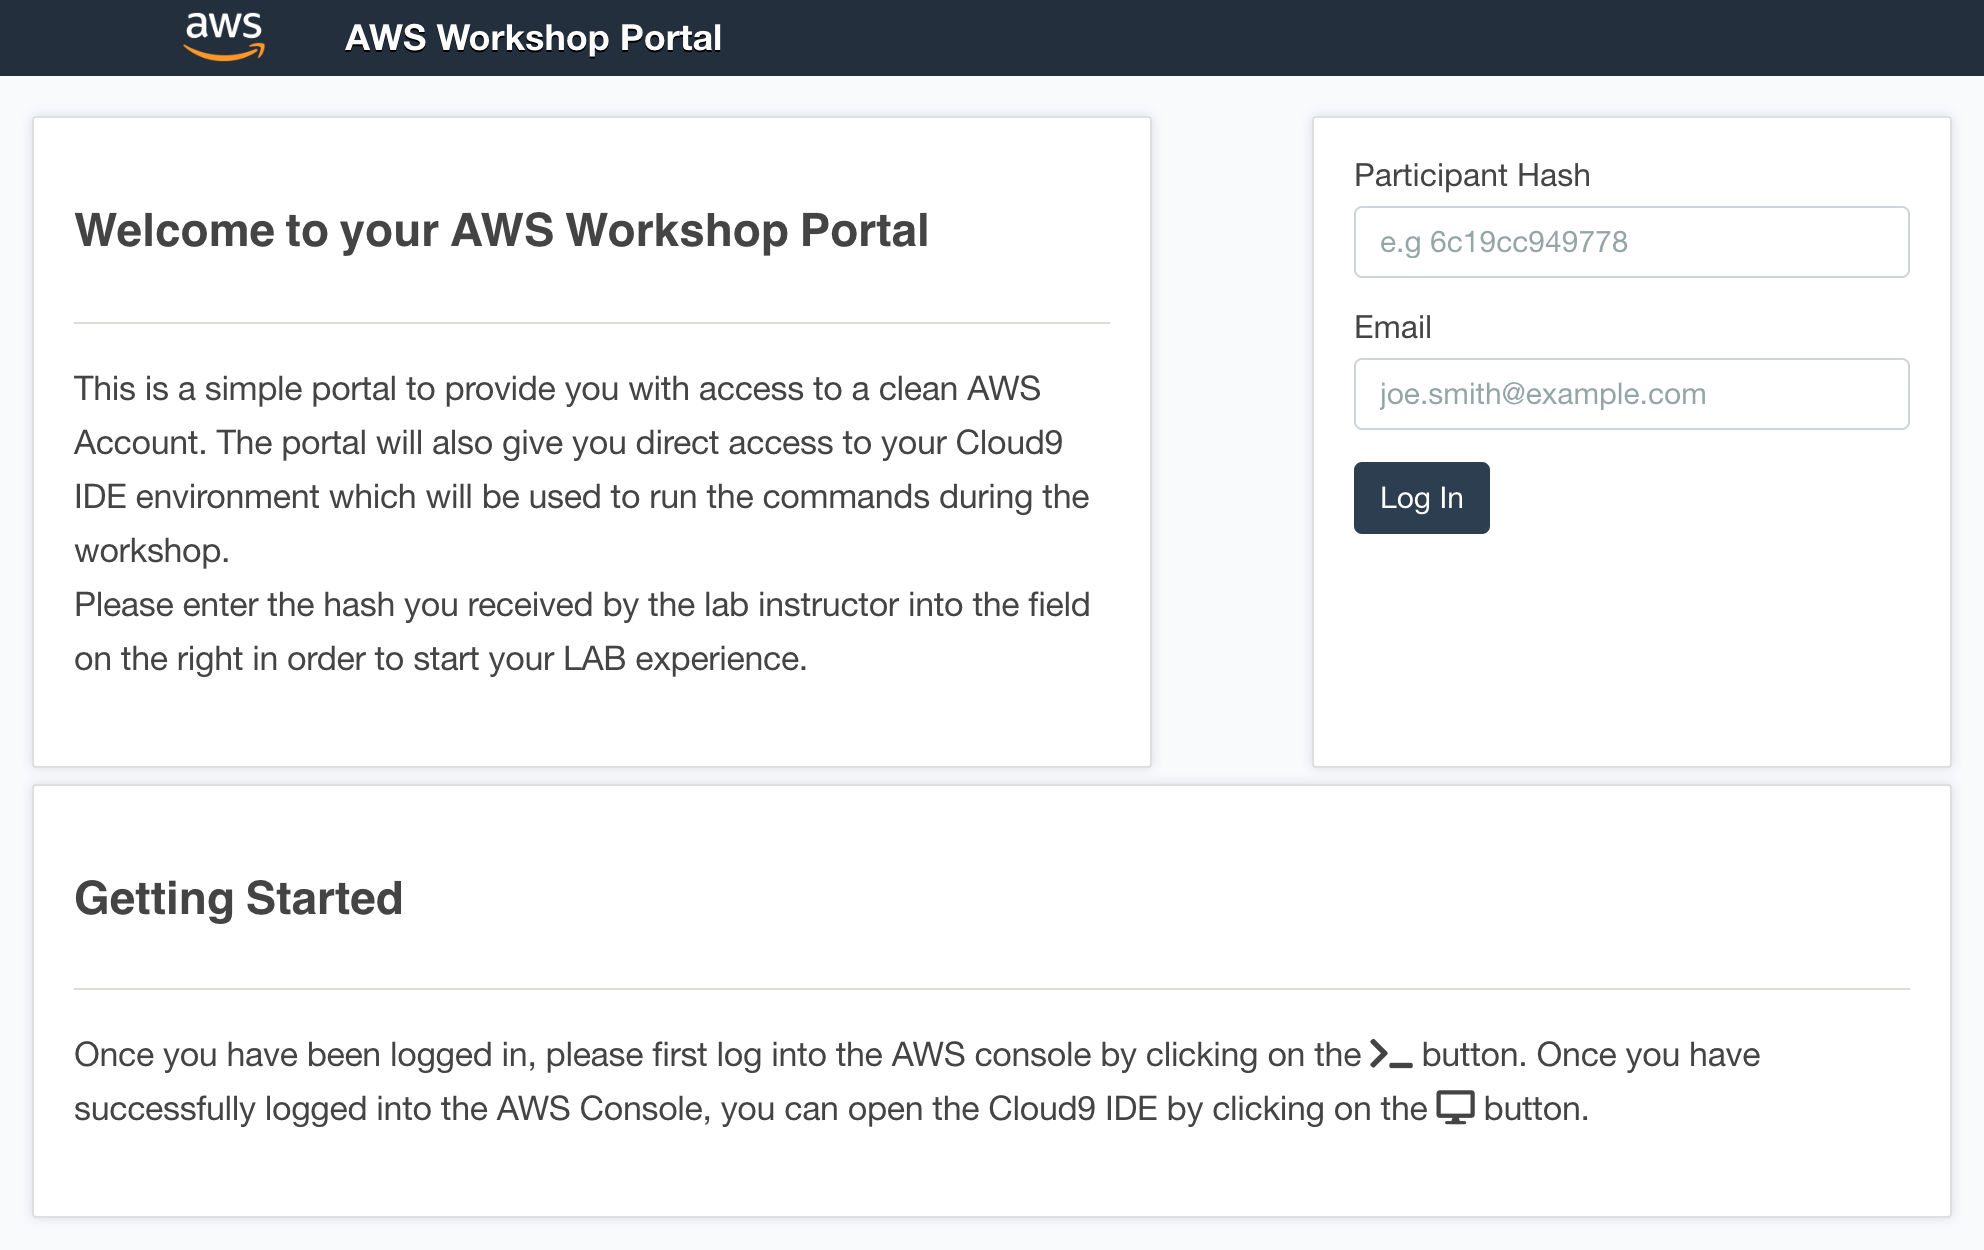 aws
AWS Workshop Portal
Welcome to your AWS Workshop Portal
This is a simple portal to provide you with access to a clean AWS
Account. The portal will also give you direct access to your Cloud9
IDE environment which will be used to run the commands during the
workshop.
Please enter the hash you received by the lab instructor into the field
on the right in order to start your LAB experience.
Participant Hash
e.g 6c19cc949778
Email
joe.smith@example.com
Log In
Getting Started
Once you have been logged in, please first log into the AWS console by clicking on the button. Once you have
successfully logged into the AWS Console, you can open the Cloud9 IDE by clicking on the button.